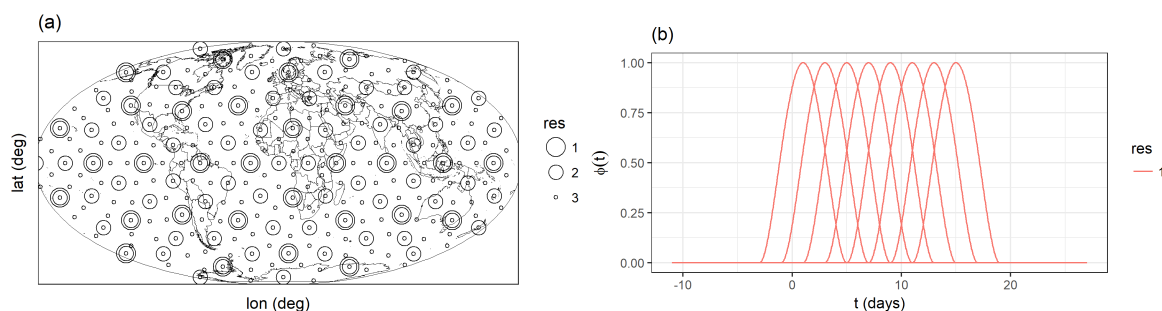 (a)
lat (deg)
lon (deg)
res
1
2
3
(b)
1.00
0.75
0.50
0.25
0.00
ϕ(t)
-10
0
10
20
t (days)
res
1